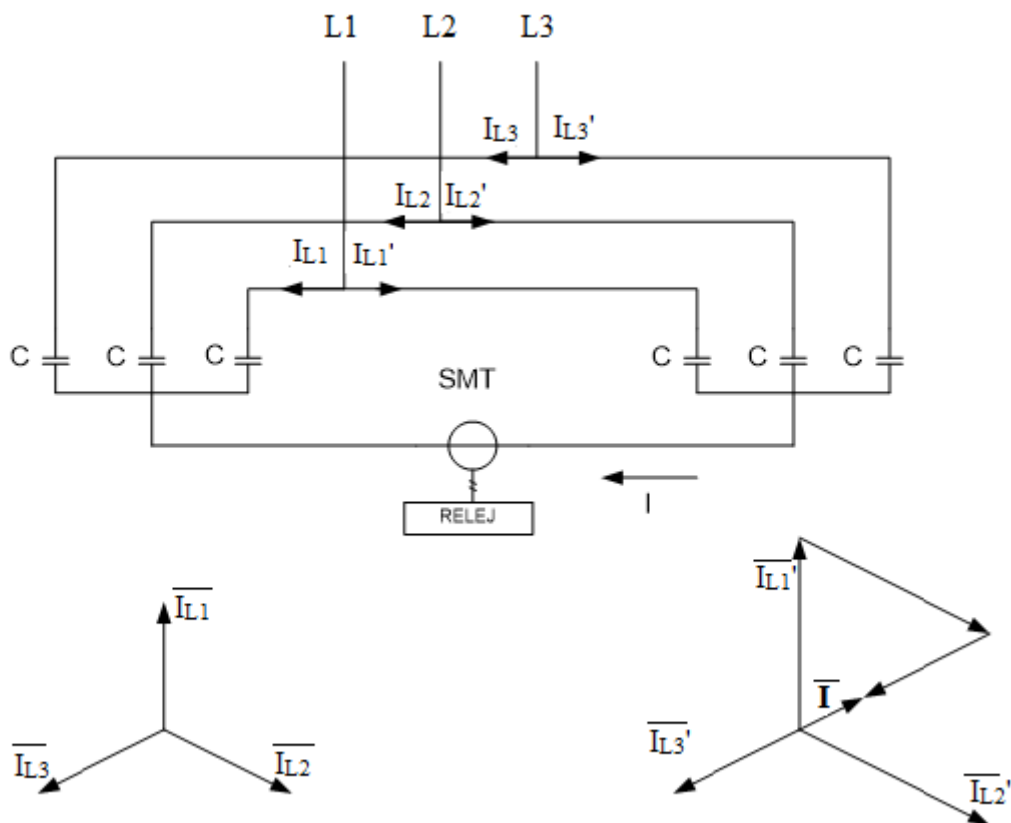 L1 L2 L3
IL3 IL3'
IL2 IL2'
IL1 IL1'
C C C C C C
SMT
I
RELEJ
IL1 IL1'
I
IL3 IL2 IL3' IL2'